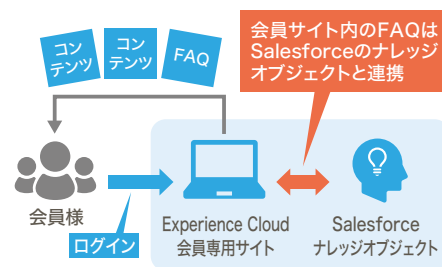 コン
テンツ
コン
テンツ
FAQ
会員サイト内のFAQは
Salesforceのナレッジ
オブジェクトと連携
会員様
ログイン
Experience Cloud
会員専用サイト
Salesforce
ナレッジオブジェクト